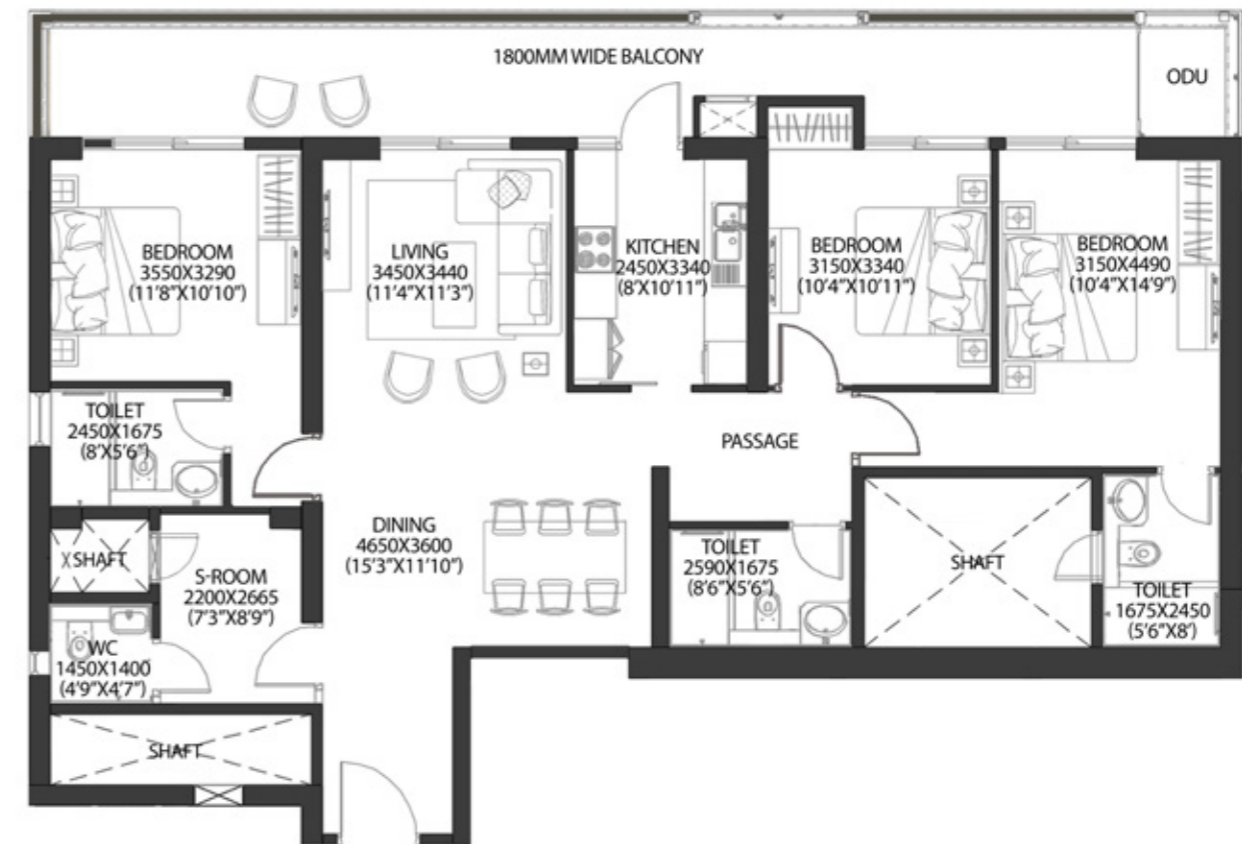 1800MM WIDE BALCONY
ODU
BEDROOM
3550X3290
(11'8"X10'10")
LIVING
3450X3440
(11'4"X11'3")
KITCHEN
2450X3340
(8'X10'11")
BEDROOM
3150X3340
(10'4"X10'11")
BEDROOM
3150X4490
(10'4"X14'9")
TOILET
2450X1675
(8'X5'6")
PASSAGE
DINING
4650X3600
(15'3"X11'10")
SHAFT
S-ROOM
2200X2665
(7'3"X8'9")
TOILET
2590X1675
(8'6"X5'6")
SHAFT
TOILET
1675X2450
(5'6"X8')
WC
1450X1400
(4'9"X4'7")
SHAFT